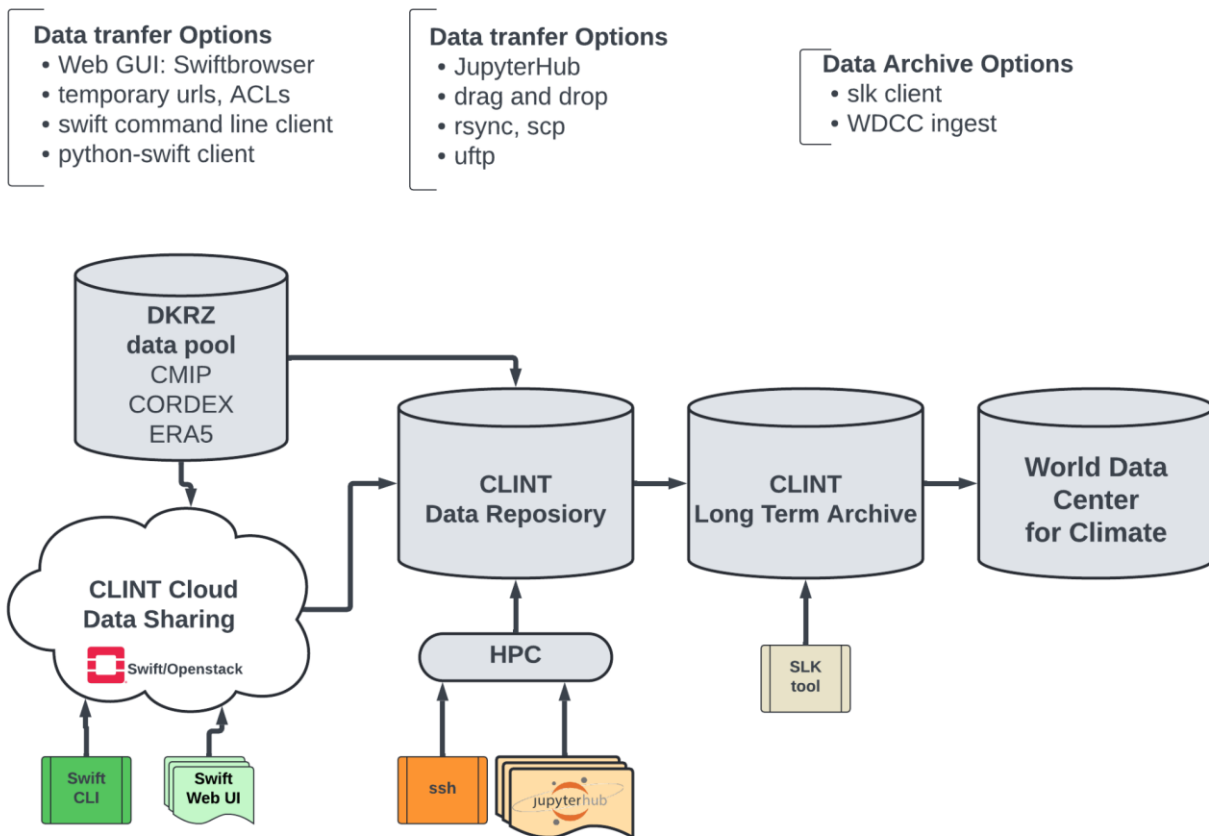 Data tranfer Options
• Web GUI: Swiftbrowser
• temporary urls, ACLs
• swift command line client
• python-swift client
Data tranfer Options
• JupyterHub
• drag and drop
• rsync, scp
• uftp
Data Archive Options
• slk client
• WDCC ingest
DKRZ
data pool
CMIP
CORDEX
ERA5
CLINT
Data Reposiory
CLINT
Long Term Archive
World Data
Center
for Climate
CLINT Cloud
Data Sharing
Swift/Openstack
HPC
SLK
tool
Swift
CLI
Swift
Web UI
ssh
jupyterhub